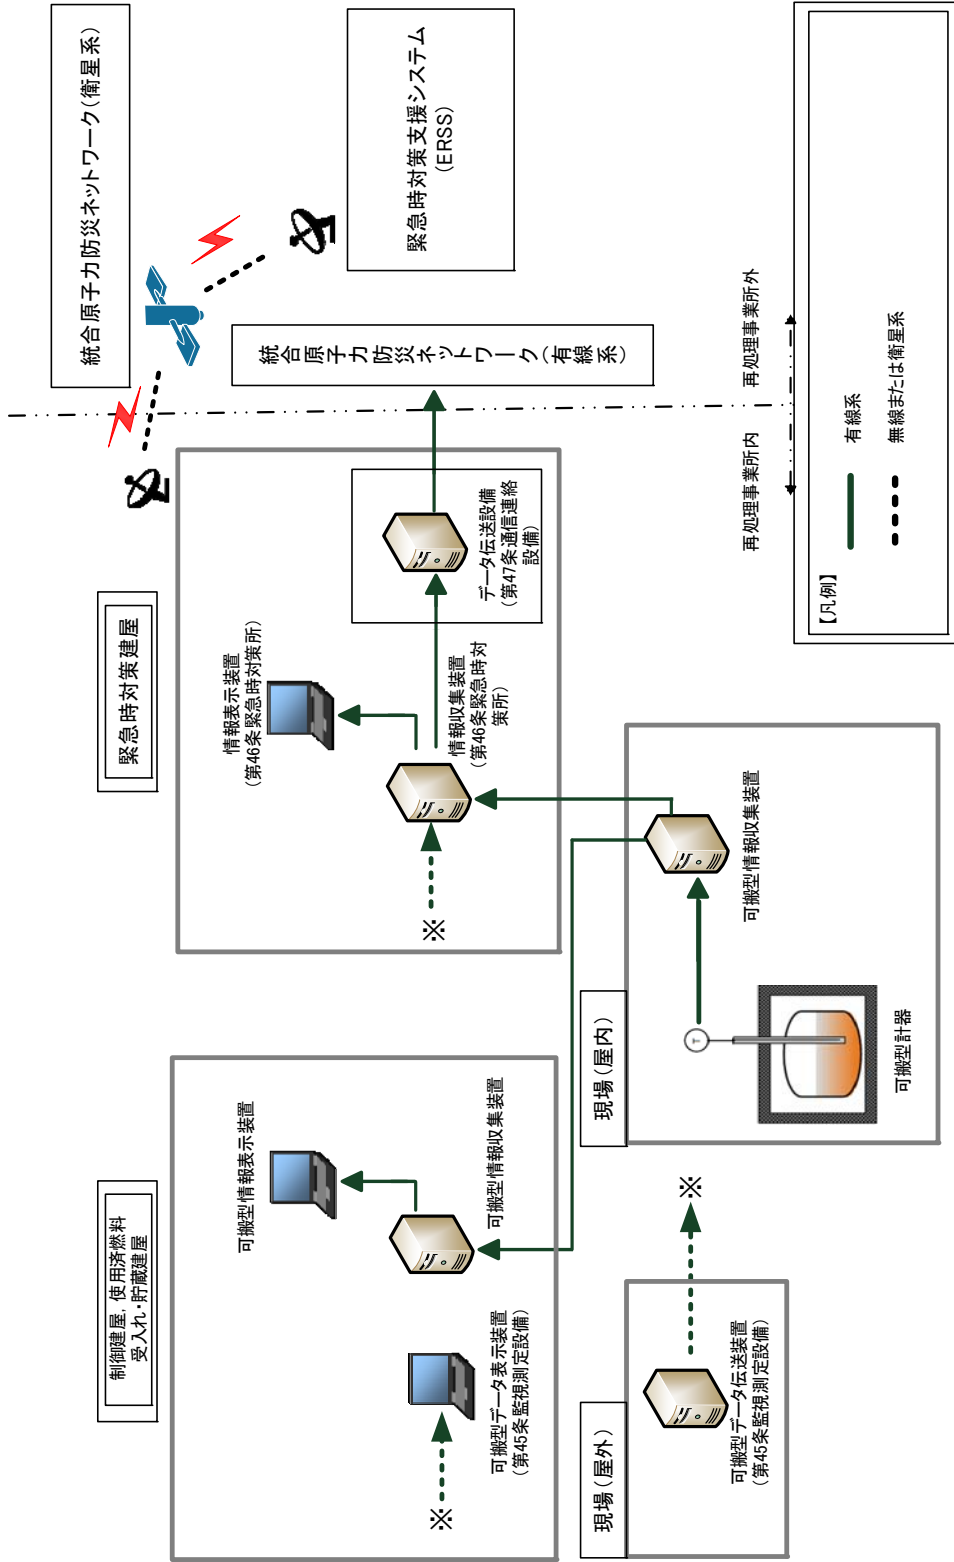 制御建屋，使用済燃料
受入れ・貯蔵建屋
可搬型情報表示装置
可搬型情報収集装置
※
可搬型データ表示装置
（第45条監視測定設備）
現場（屋外）
可搬型データ伝送装置
（第45条監視測定設備）
※
緊急時対策建屋
情報表示装置
（第46条緊急時対策所）
※
情報収集装置
（第46条緊急時対
策所）
データ伝送設備
（第47条通信連絡
設備）
現場（屋内）
T
可搬型計器
可搬型情報収集装置
統合原子力防災ネットワーク（衛星系）
統合原子力防災ネットワーク（有線系）
緊急時対策支援システム
（ERSS）
再処理事業所内
再処理事業所外
【凡例】
有線系
無線または衛星系